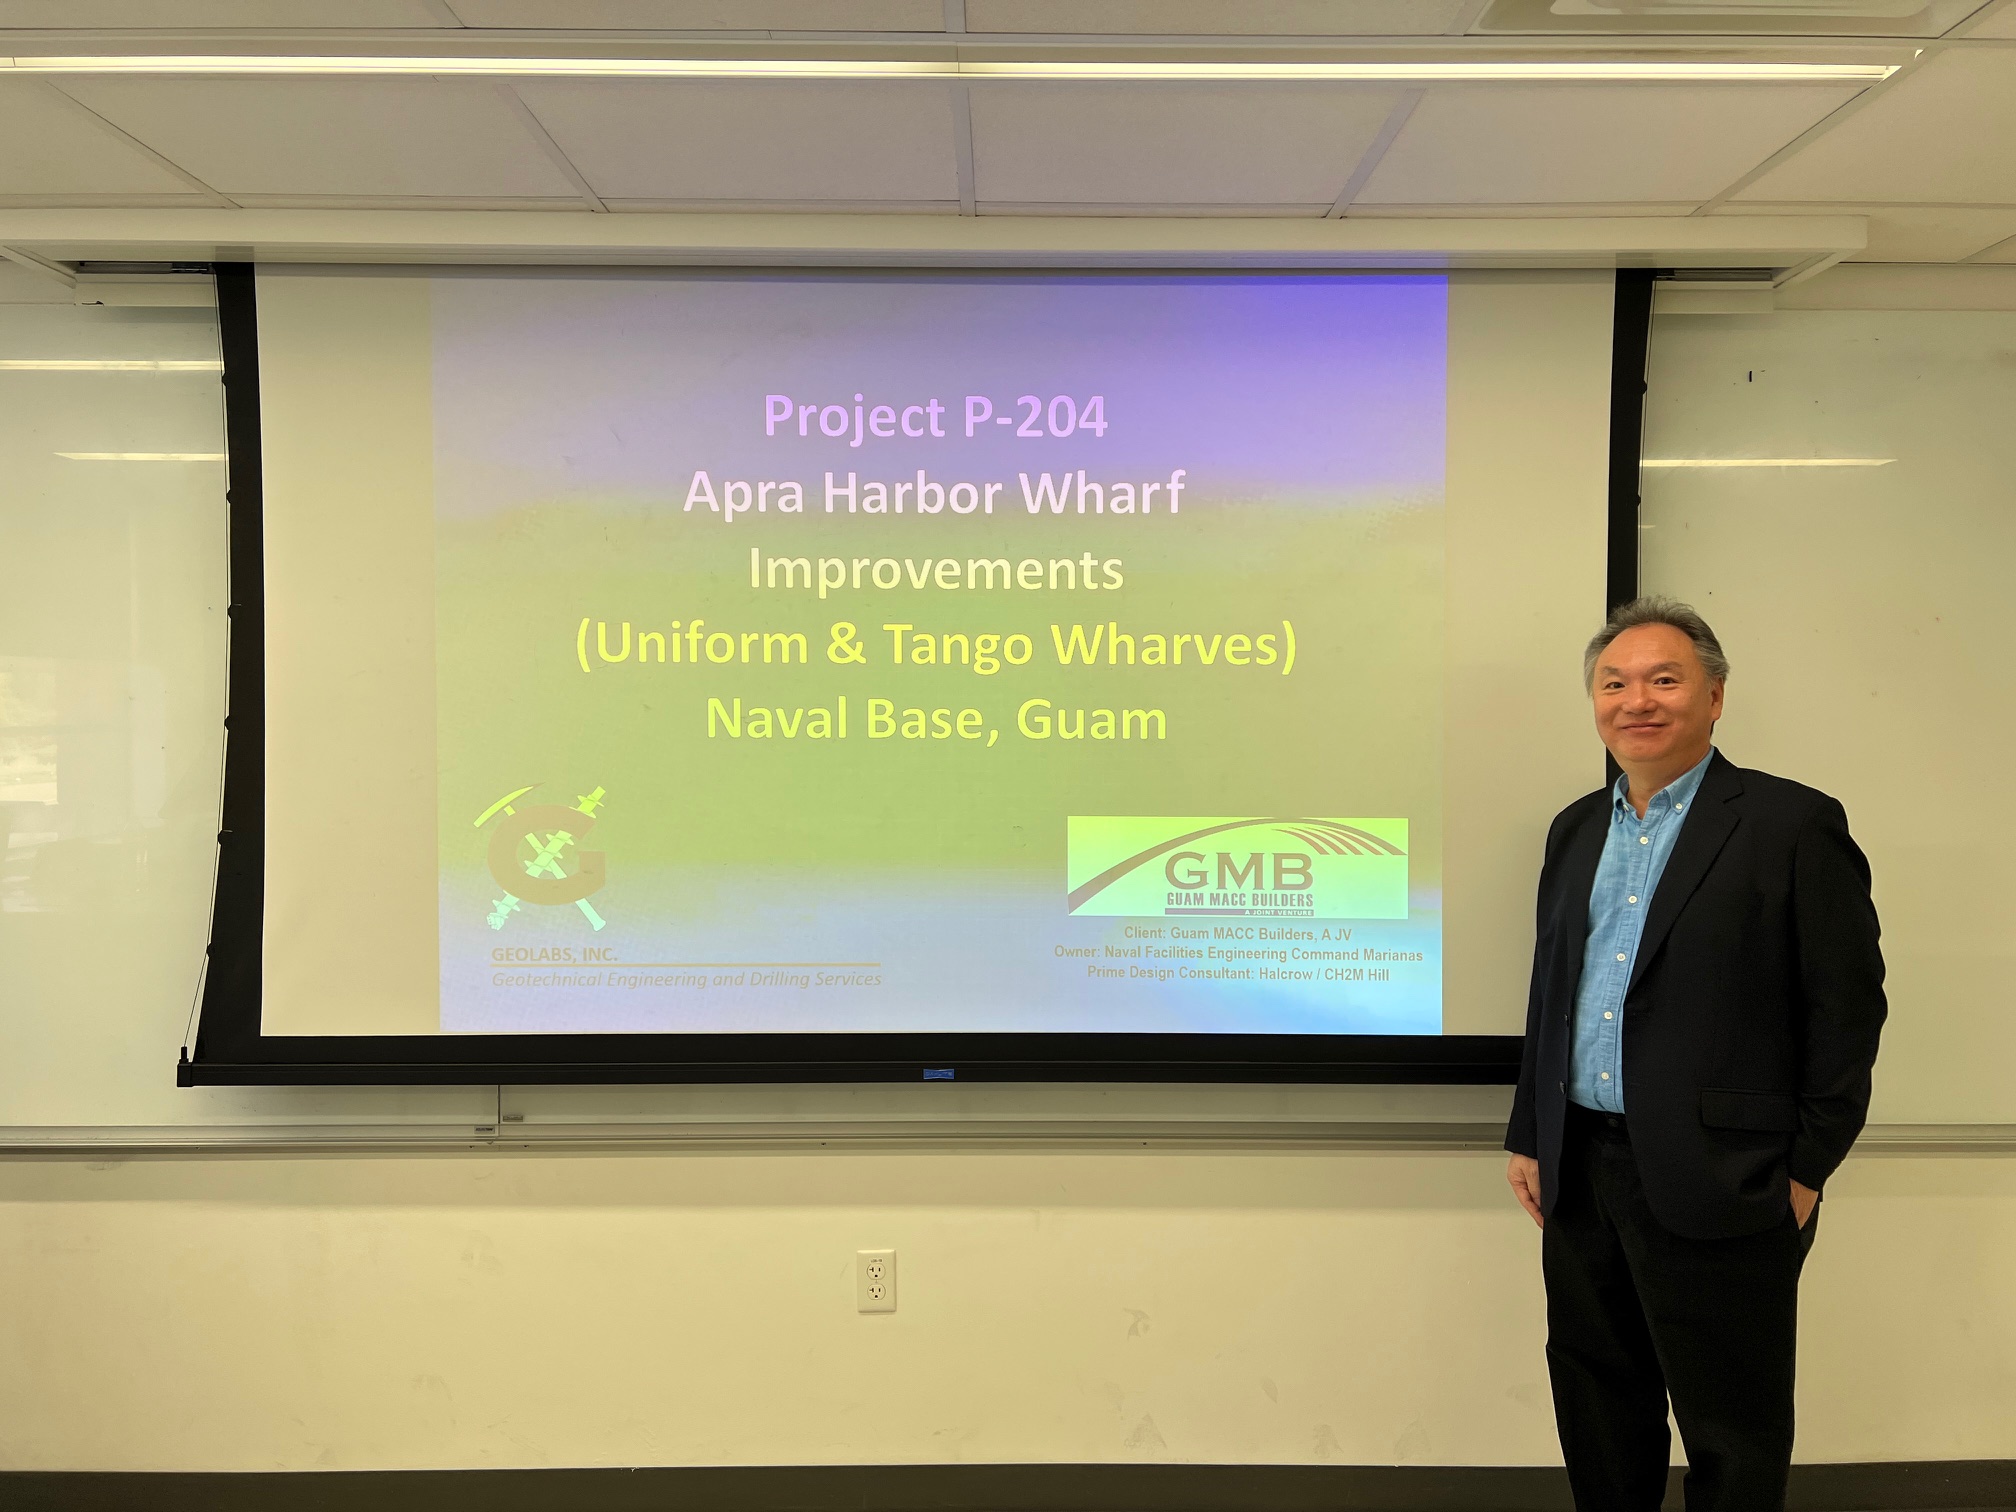 Project P-204
Apra Harbor Wharf
Improvements
(Uniform & Tango Wharves)
Naval Base, Guam
G
GEOLABS, INC.
Geotechnical Engineering and Drilling Services
GMB
GUAM MACC BUILDERS
A JOINT VENTURE
Client: Guam MACC Builders, A JV
Owner: Naval Facilities Engineering Command Marianas
Prime Design Consultant: Halcrow / CH2M Hill